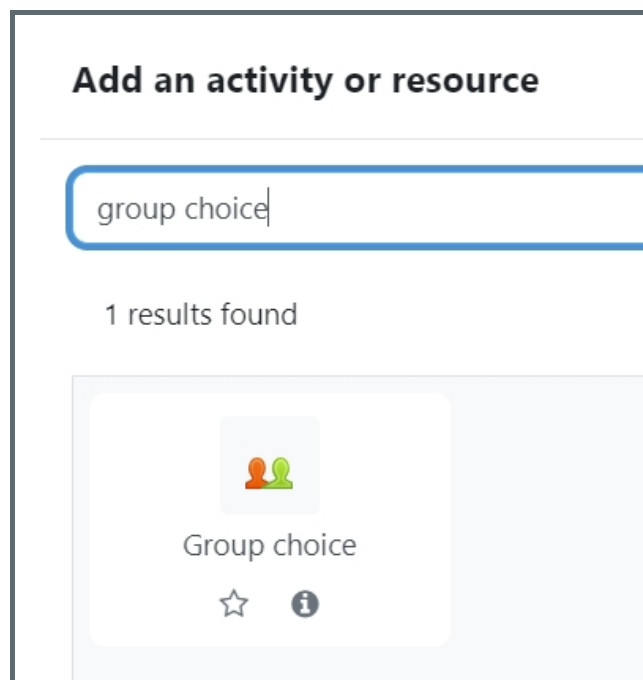 Add an activity or resource
group choice
1 results found
Group choice